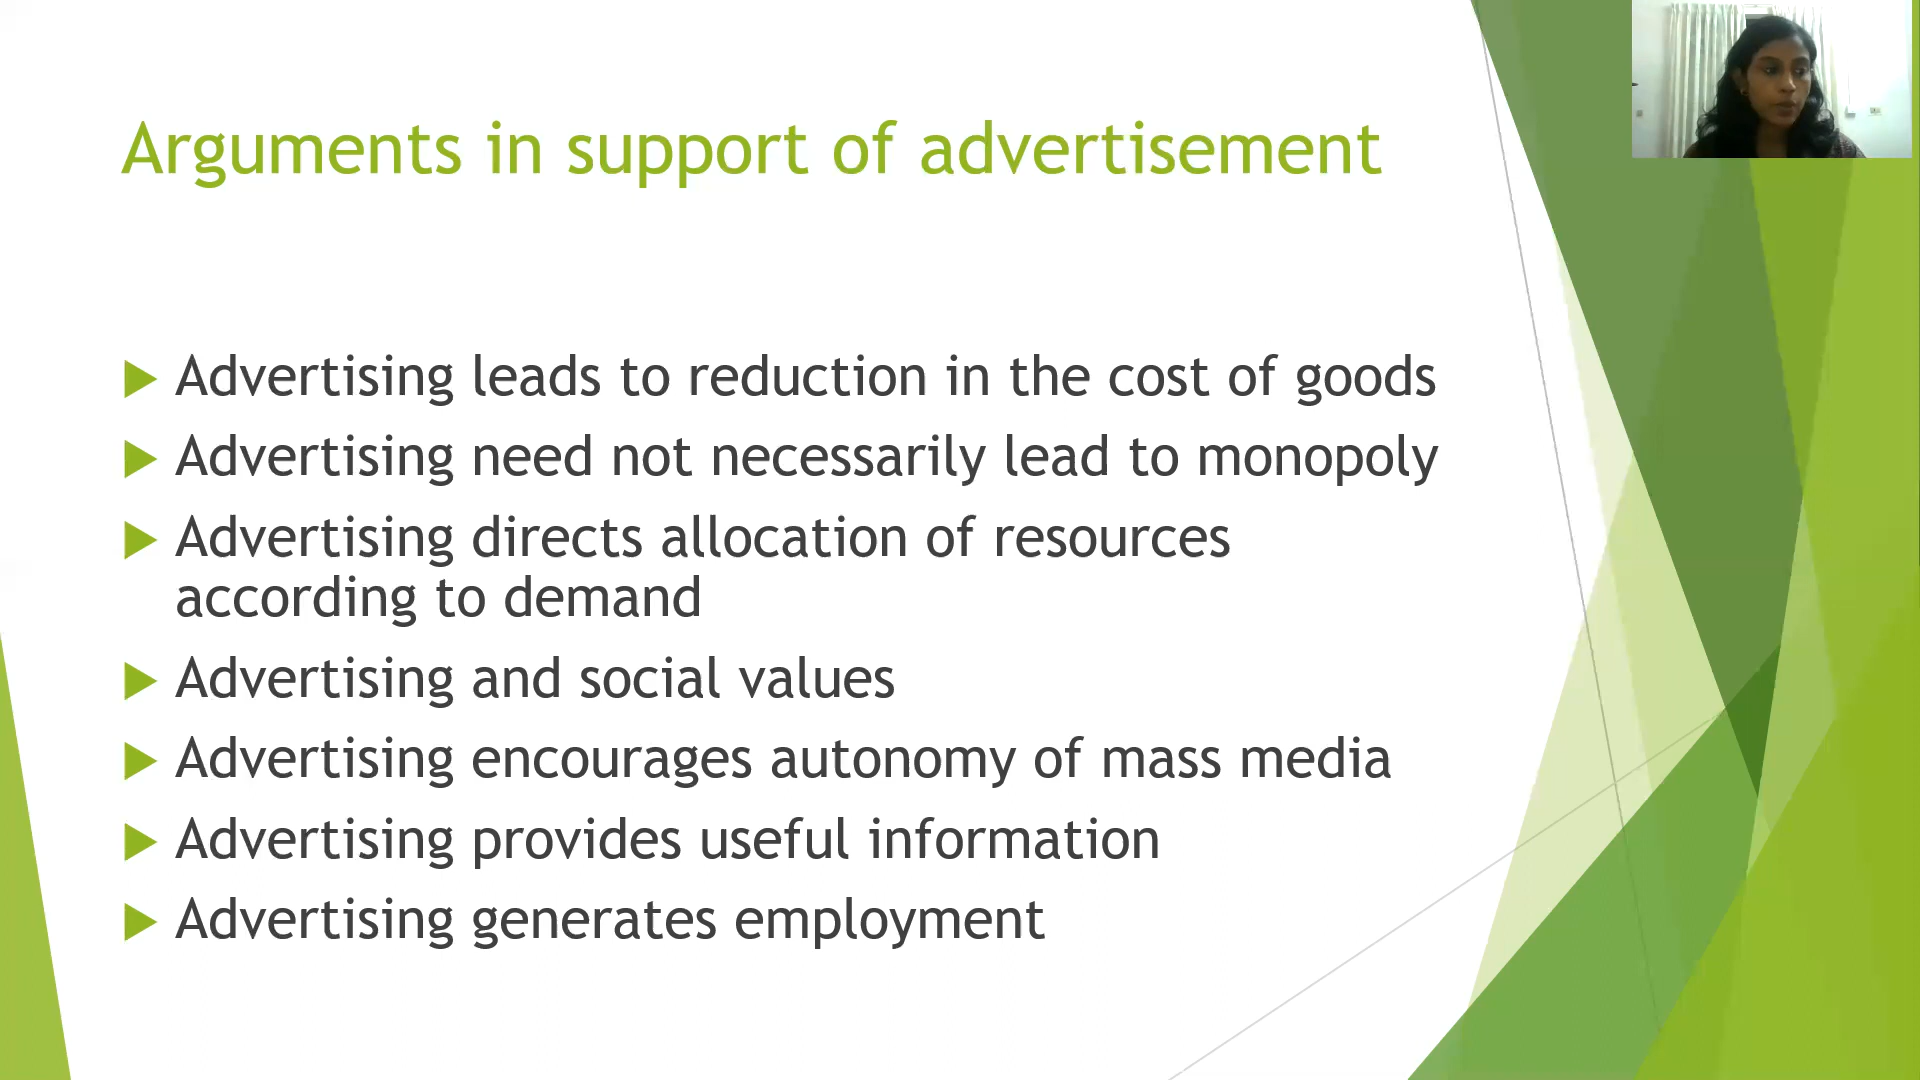 Arguments in support of advertisement
Advertising leads to reduction in the cost of goods
Advertising need not necessarily lead to monopoly
Advertising directs allocation of resources
according to demand
Advertising and social values
Advertising encourages autonomy of mass media
Advertising provides useful information
Advertising generates employment